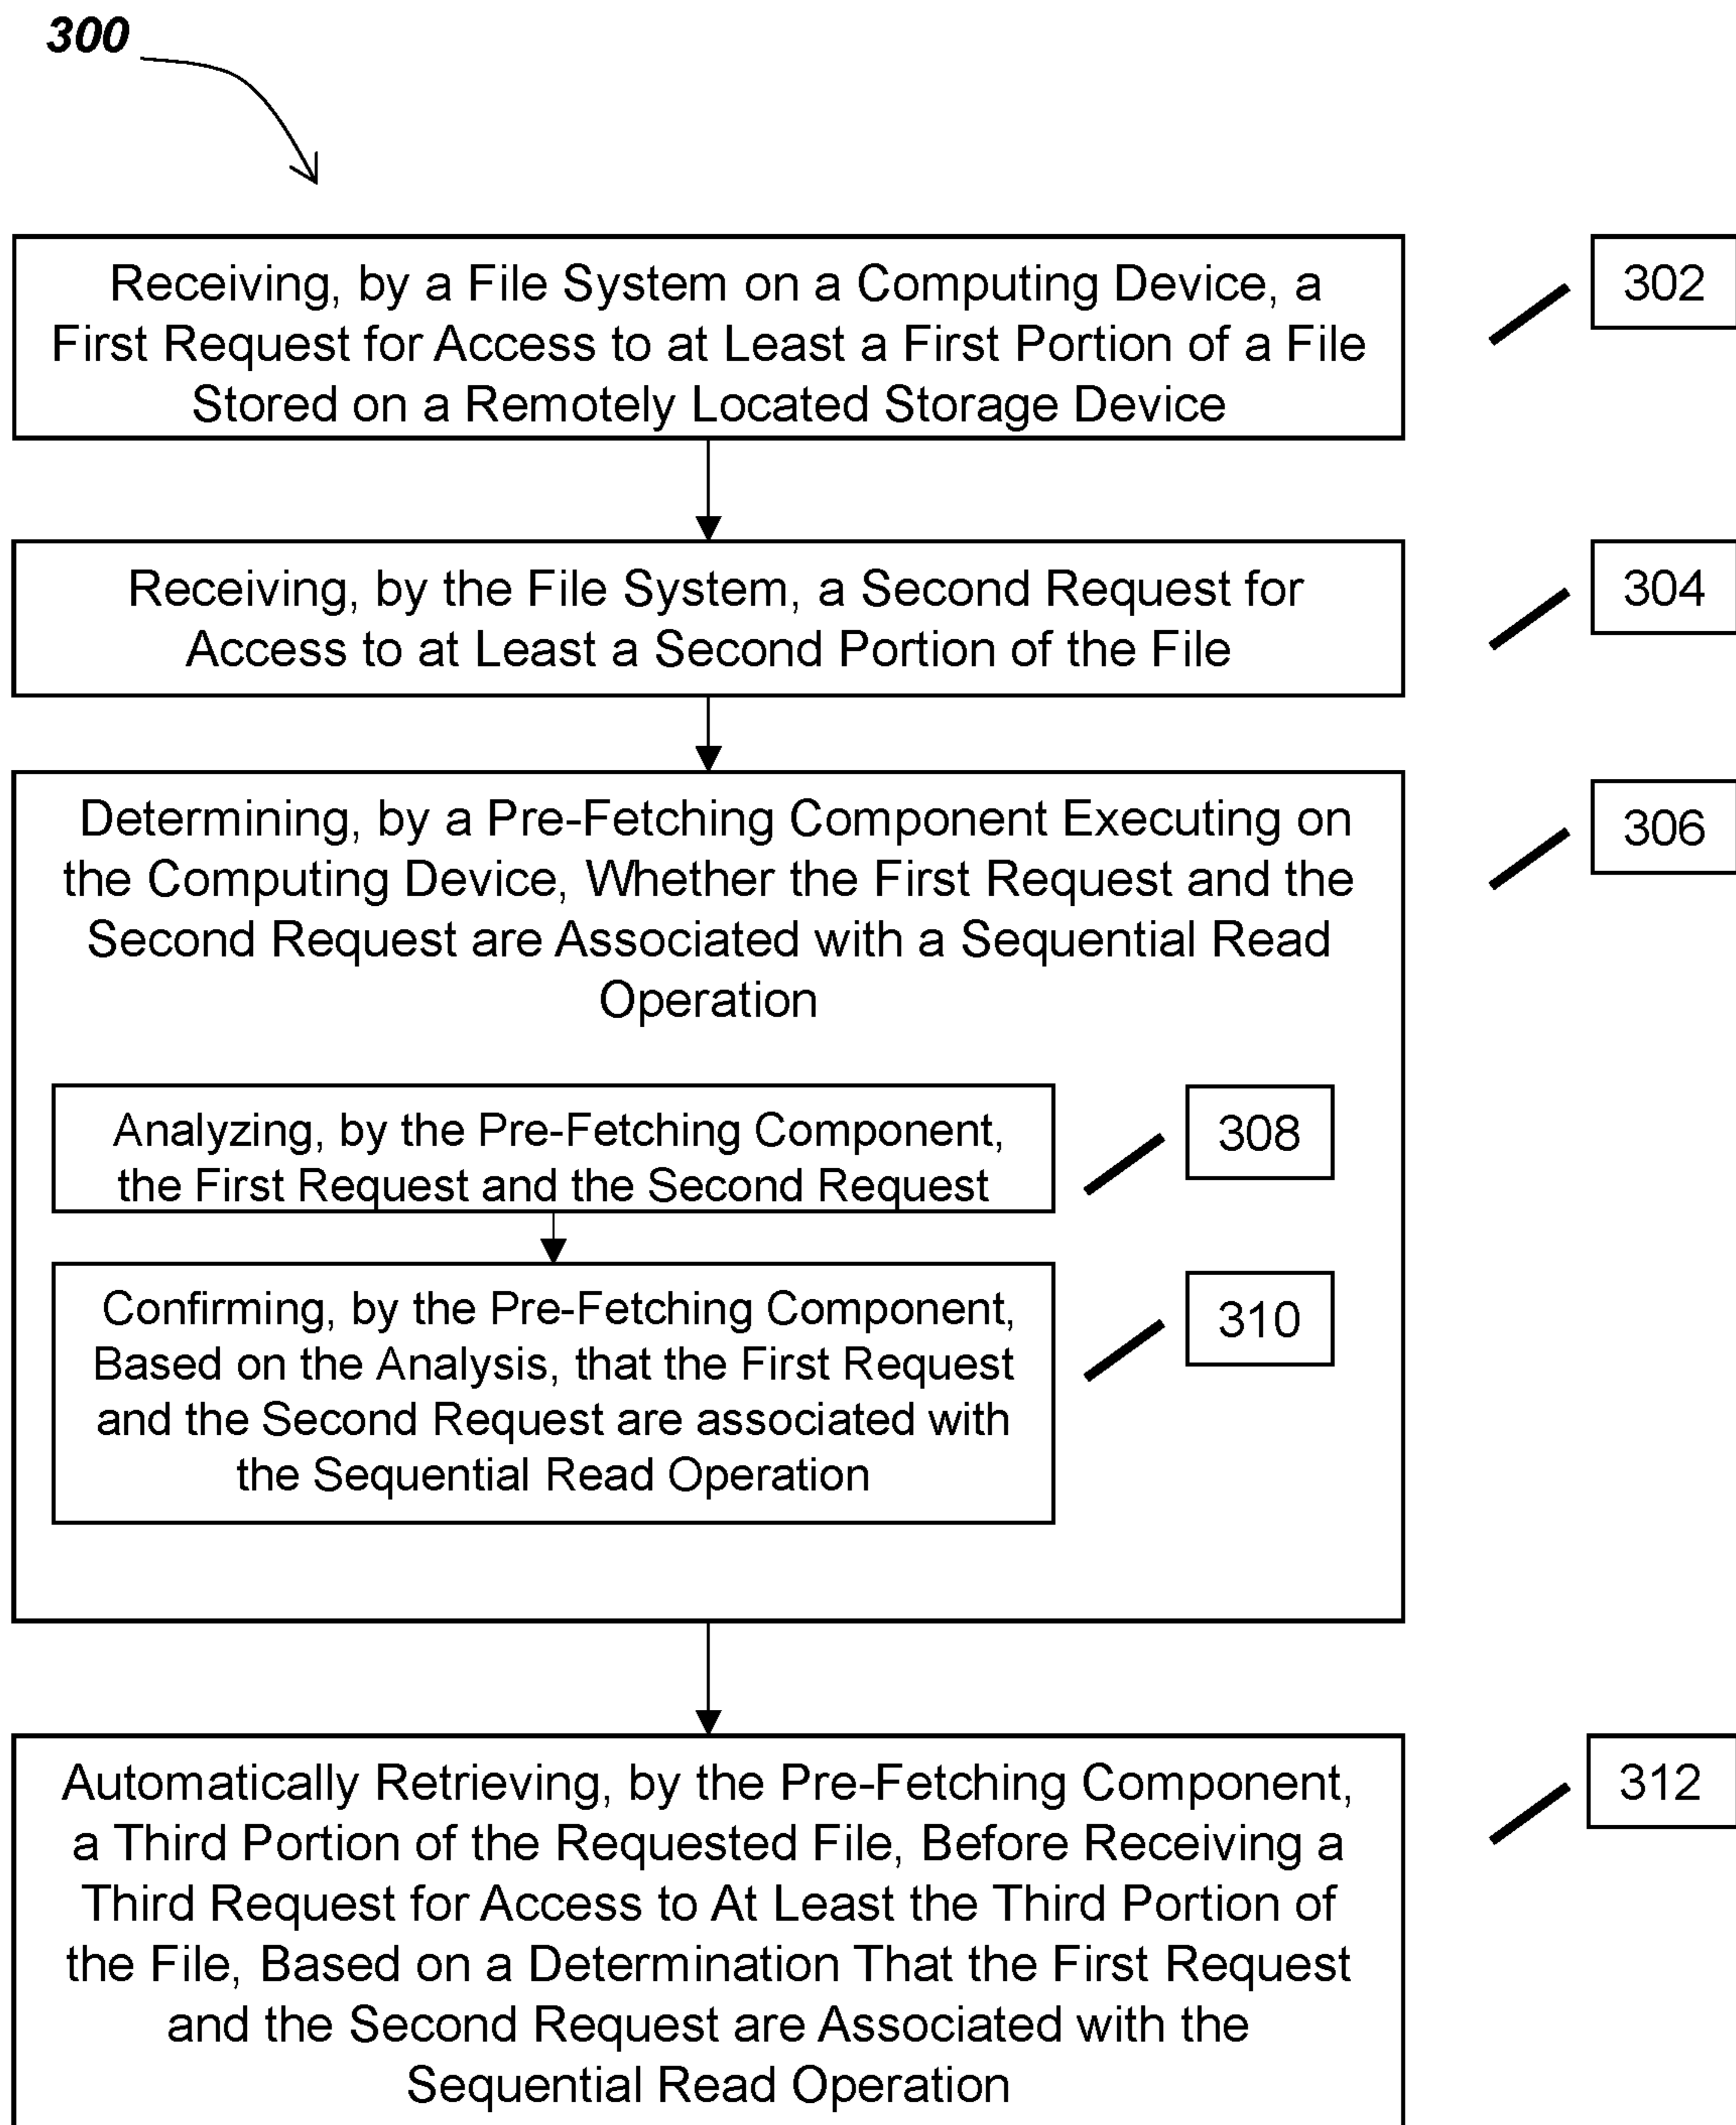 300
Receiving, by a File System on a Computing Device, a
First Request for Access to at Least a First Portion of a File
Stored on a Remotely Located Storage Device
302
Receiving, by the File System, a Second Request for
Access to at Least a Second Portion of the File
304
Determining, by a Pre-Fetching Component Executing on
the Computing Device, Whether the First Request and the
Second Request are Associated with a Sequential Read
Operation
306
Analyzing, by the Pre-Fetching Component,
the First Request and the Second Request
308
Confirming, by the Pre-Fetching Component,
Based on the Analysis, that the First Request
and the Second Request are associated with
the Sequential Read Operation
310
Automatically Retrieving, by the Pre-Fetching Component,
a Third Portion of the Requested File, Before Receiving a
Third Request for Access to At Least the Third Portion of
the File, Based on a Determination That the First Request
and the Second Request are Associated with the
Sequential Read Operation
312